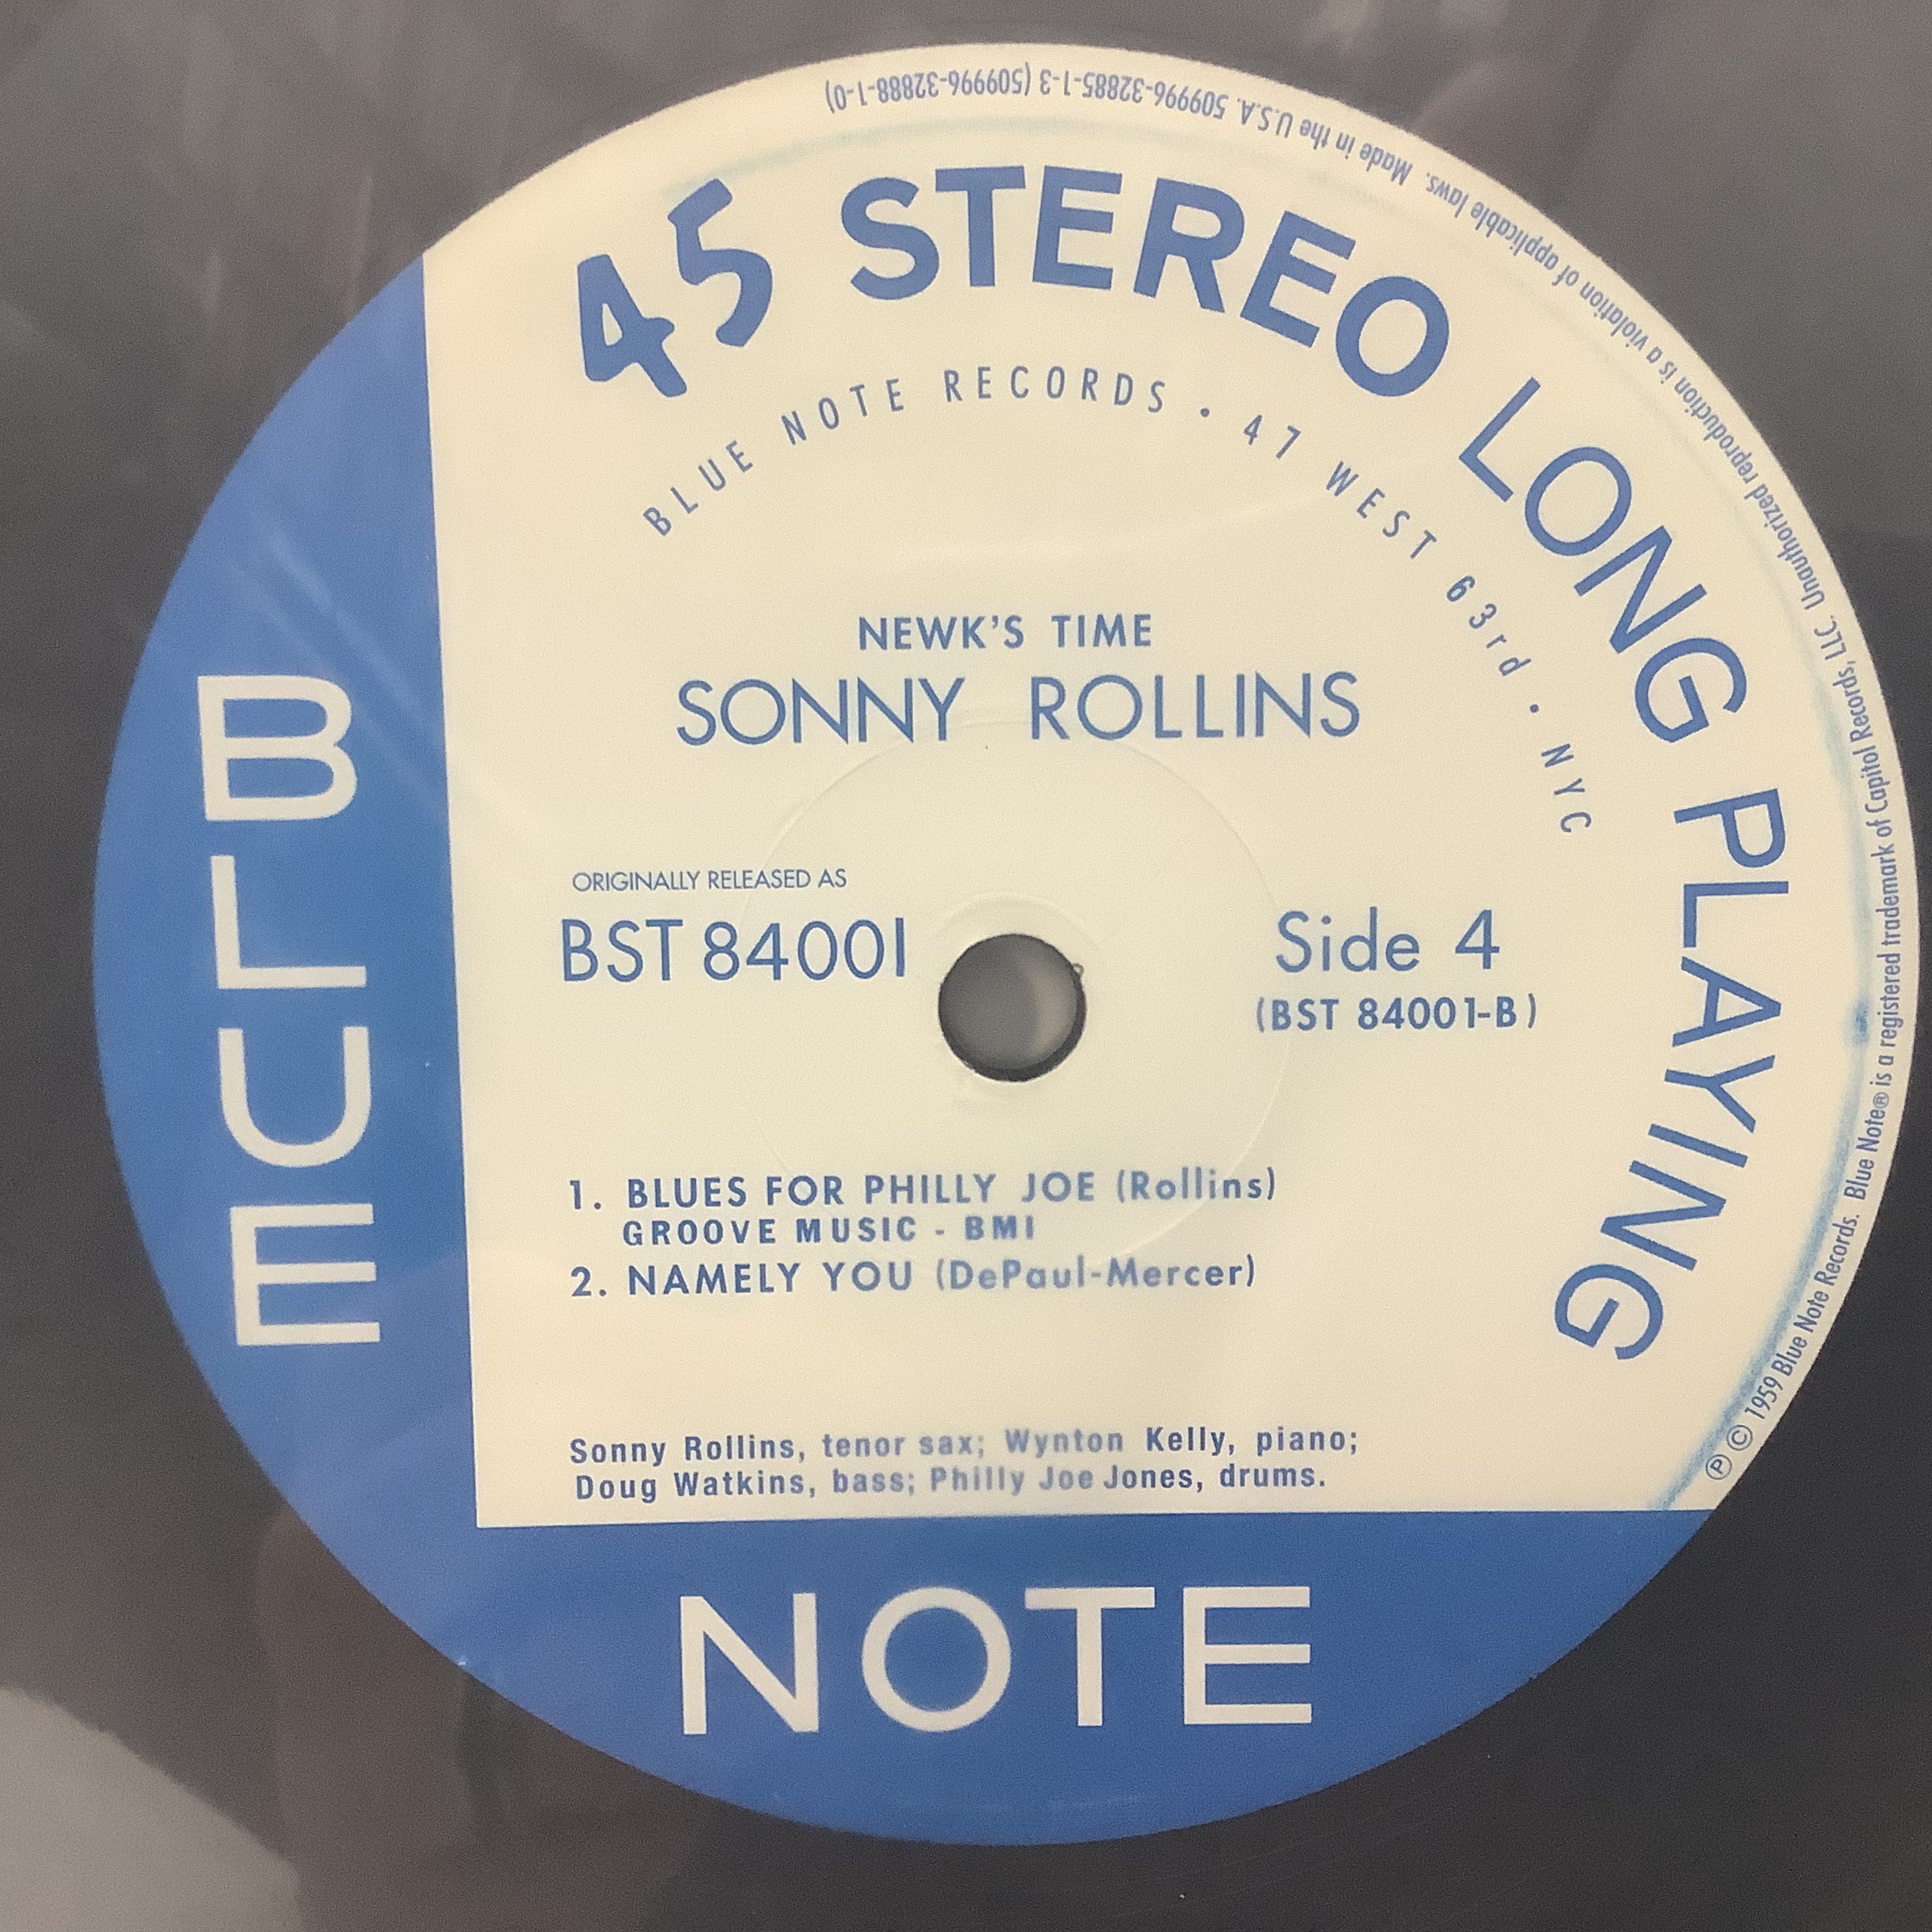 45 STEREO LONG PLAYING
BLUE NOTE RECORDS • 47 WEST 63rd • NYC
NEWK'S TIME
SONNY ROLLINS
ORIGINALLY RELEASED AS
BST 84001
Side 4
(BST 84001-B)
1. BLUES FOR PHILLY JOE (Rollins)
GROOVE MUSIC - BMI
2. NAMELY YOU (DePaul-Mercer)
Sonny Rollins, tenor sax; Wynton Kelly, piano;
Doug Watkins, bass; Philly Joe Jones, drums.
BLUE
NOTE
℗ © 1959 Blue Note Records. Blue Note® is a registered trademark of Capitol Records, LLC. Unauthorized reproduction is a violation of applicable laws. Made in the U.S.A. 509996-32885-1-3 (509996-32888-1-0)